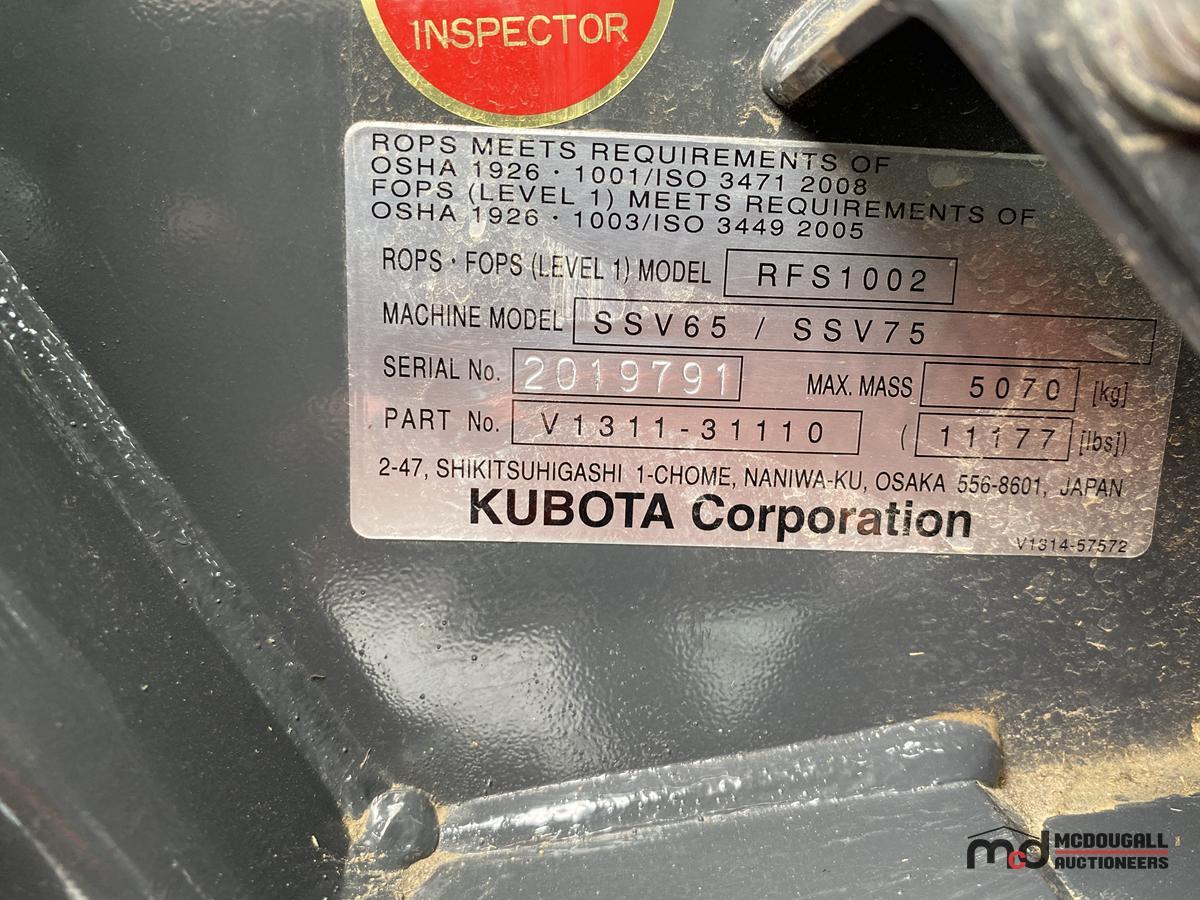 INSPECTOR
ROPS MEETS REQUIREMENTS OF
OSHA 1926 · 1001/ISO 3471 2008
FOPS (LEVEL 1) MEETS REQUIREMENTS OF
OSHA 1926 · 1003/ISO 3449 2005
ROPS · FOPS (LEVEL 1) MODEL RFS1002
MACHINE MODEL SSV65 / SSV75
SERIAL No. 2019791 MAX. MASS 5070 [kg]
PART No. V1311-31110 (11177 [lbs])
2-47, SHIKITSUHIGASHI 1-CHOME, NANIWA-KU, OSAKA 556-8601, JAPAN
KUBOTA Corporation
V1314-57572
mcd MCDOUGALL
AUCTIONEERS